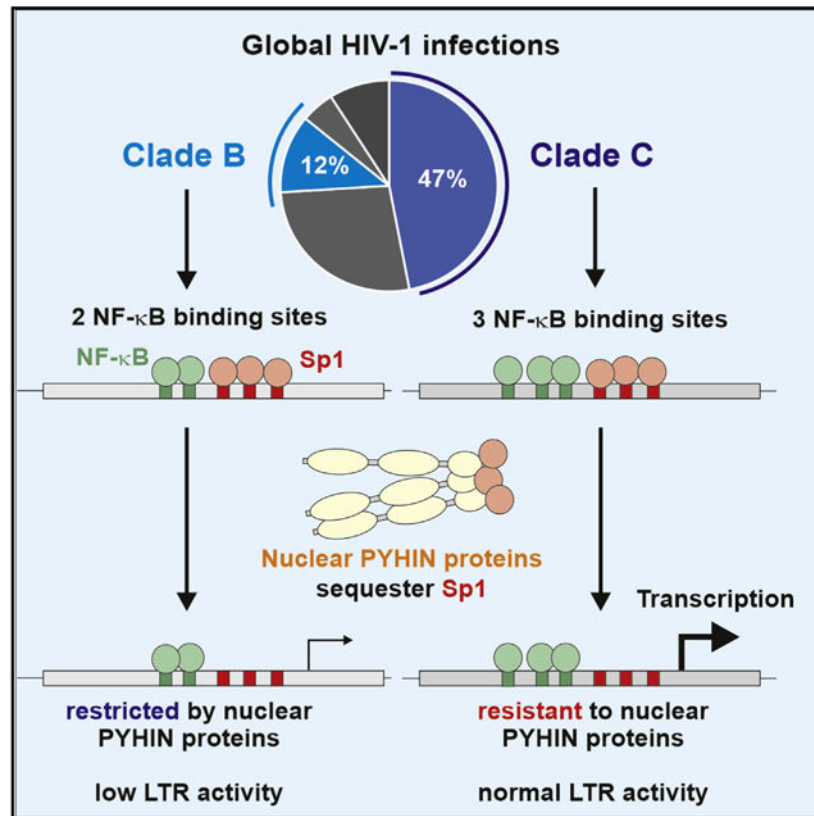 Global HIV-1 infections
Clade B
12%
47%
Clade C
2 NF-κB binding sites
3 NF-κB binding sites
NF-κB
Sp1
Nuclear PYHIN proteins
sequester Sp1
Transcription
restricted by nuclear
PYHIN proteins
resistant to nuclear
PYHIN proteins
low LTR activity
normal LTR activity